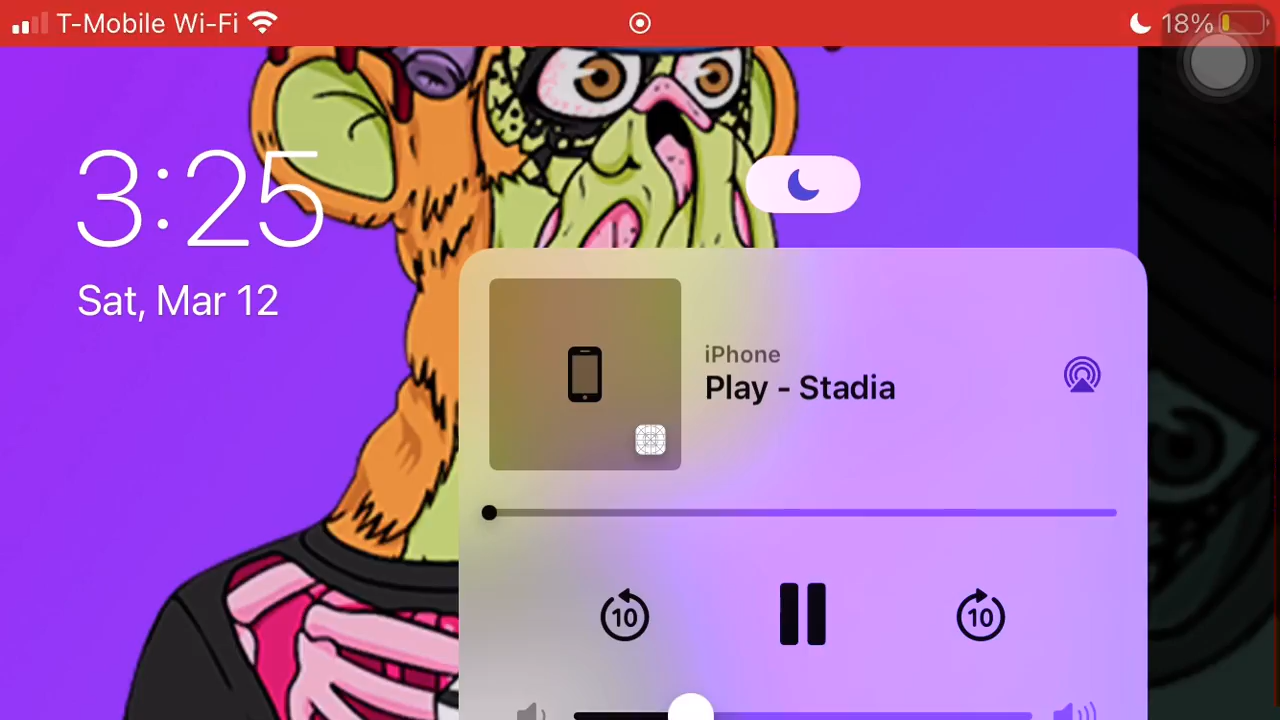 T-Mobile Wi-Fi
18%
3:25
Sat, Mar 12
iPhone
Play - Stadia
10
10